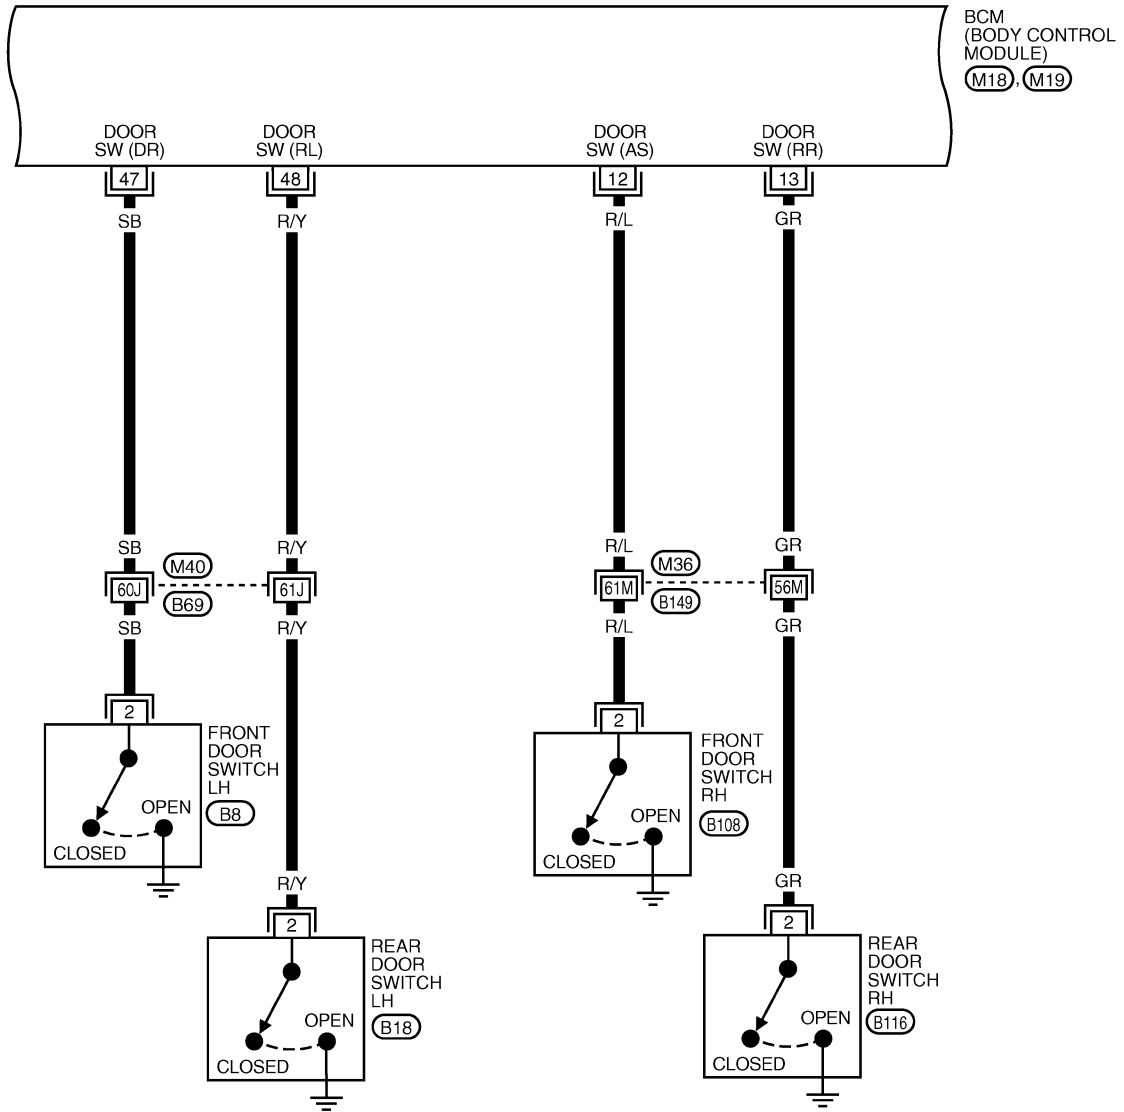 BCM
(BODY CONTROL
MODULE)
M18, M19
DOOR
SW (DR)
DOOR
SW (RL)
DOOR
SW (AS)
DOOR
SW (RR)
47
48
12
13
SB
R/Y
R/L
GR
SB
R/Y
R/L
GR
M40
M36
60J
61J
61M
56M
B69
B149
SB
R/Y
R/L
GR
2
FRONT
DOOR
SWITCH
LH
B8
OPEN
CLOSED
2
FRONT
DOOR
SWITCH
RH
B108
OPEN
CLOSED
R/Y
GR
2
REAR
DOOR
SWITCH
LH
B18
OPEN
CLOSED
2
REAR
DOOR
SWITCH
RH
B116
OPEN
CLOSED